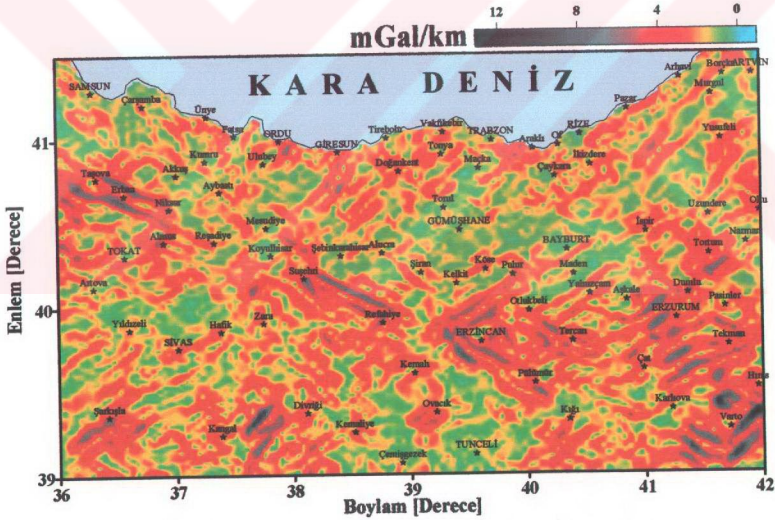 12 8 4 0
mGal/km
KARA DENİZ
Arhavi Borçka ARTVİN
SAMSUN Murgul
Çarşamba Pazar
Ünye
Fatsa ORDU Tirebolu Vakfıkebir TRABZON Araklı Of RİZE Yusufeli
41
GİRESUN
Kumru Ulubey Tonya Maçka İkizdere
Taşova Akkuş Doğankent Çaykara
Erbaa Aybastı
Niksar Torul Uzundere Oltu
Mesudiye GÜMÜŞHANE İspir
Almus Reşadiye BAYBURT Narman
TOKAT Koyulhisar Şebinkarahisar Alucra Tortum
Şiran Köse Pulur Maden
Artova Suşehri Kelkit Yalnızçam Aşkale Dumlu
Otlukbeli Pasinler
40
Yıldızeli Hafik Zara Refahiye ERZURUM
SİVAS ERZİNCAN Tercan Tekman
Kemah Çat
Pülümür Hınıs
Şarkışla Divriği Ovacık Karlıova
Kangal Kemaliye Kığı Varto
TUNCELİ
Çemişgezek
39
36 37 38 39 40 41 42
Enlem [Derece]
Boylam [Derece]